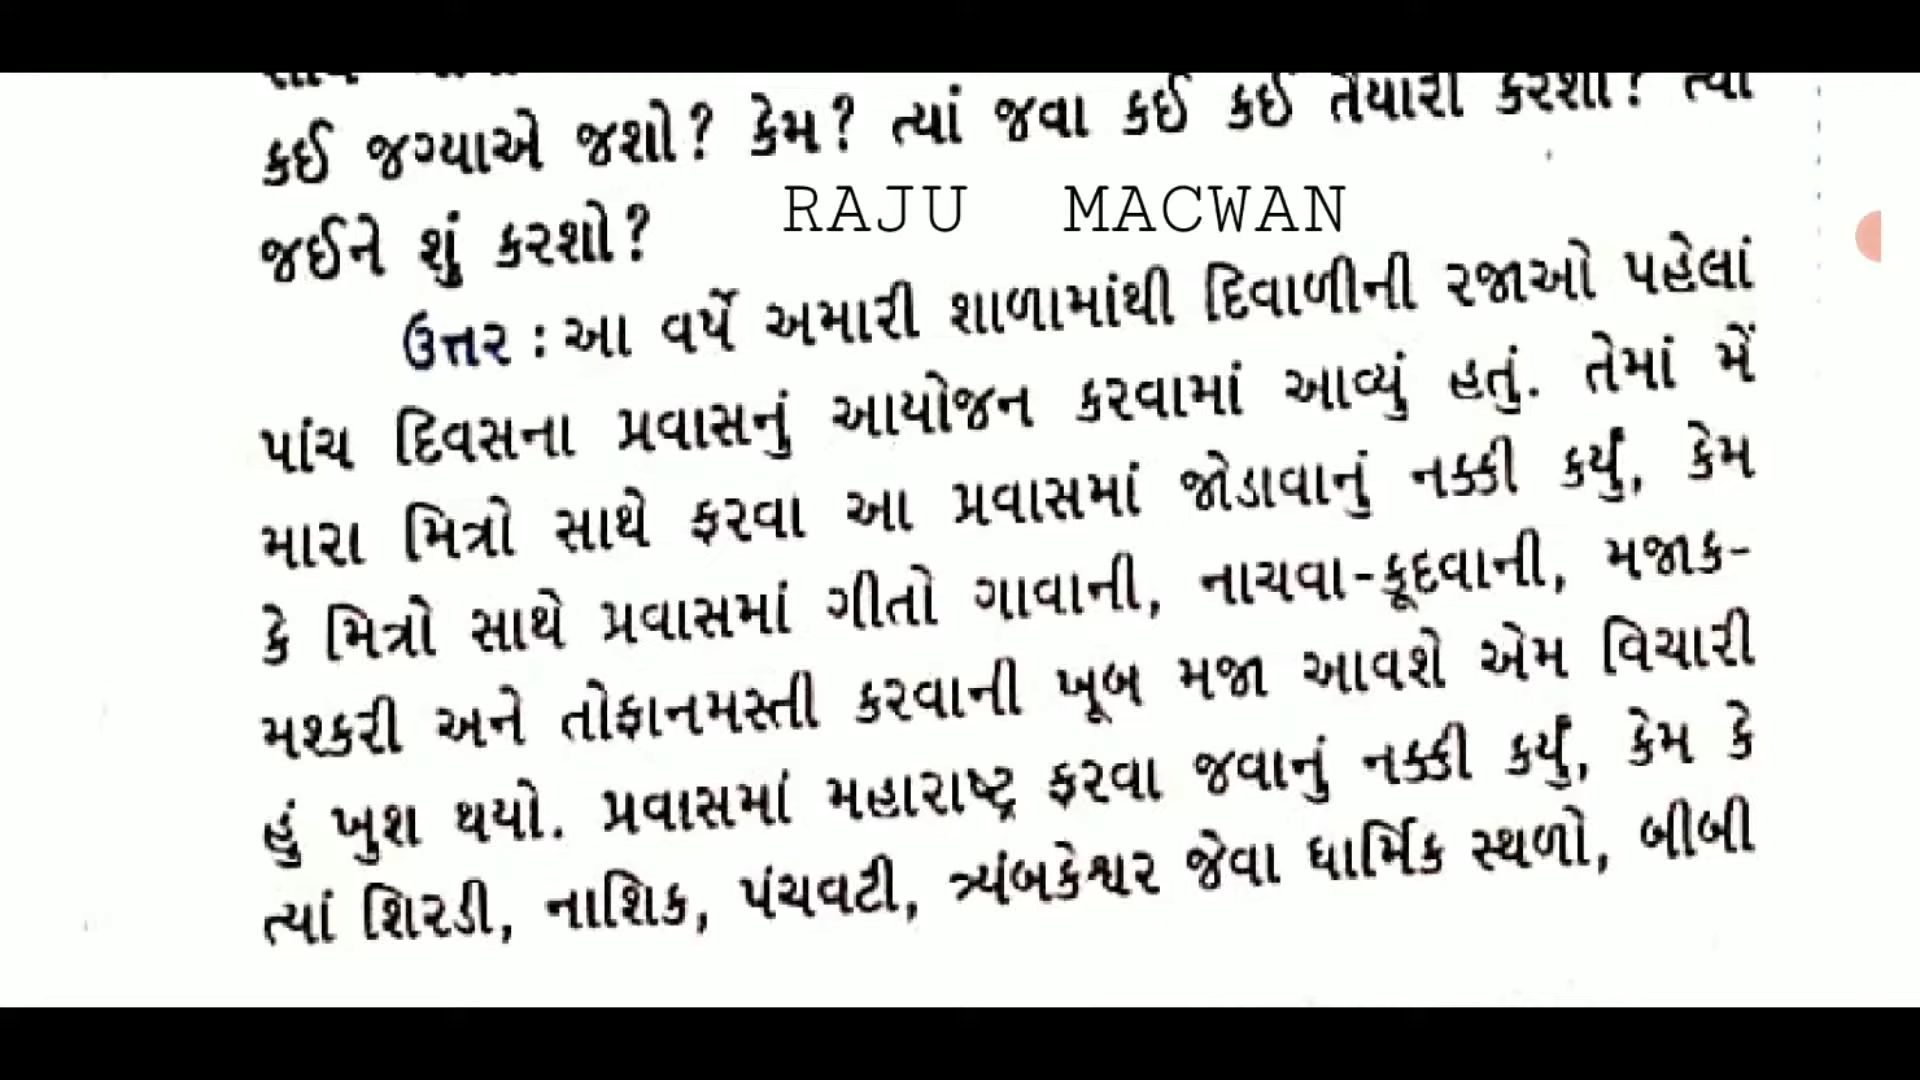 કઈ જગ્યાએ જશો? કેમ? ત્યાં જવા કઈ કઈ તૈયારી કરશો? ત્યાં
જઈને શું કરશો?
RAJU MACWAN
ઉત્તર : આ વર્ષે અમારી શાળામાંથી દિવાળીની રજાઓ પહેલાં
પાંચ દિવસના પ્રવાસનું આયોજન કરવામાં આવ્યું હતું. તેમાં મેં
મારા મિત્રો સાથે ફરવા આ પ્રવાસમાં જોડાવાનું નક્કી કર્યું, કેમ
કે મિત્રો સાથે પ્રવાસમાં ગીતો ગાવાની, નાચવા-કૂદવાની, મજાક-
મશ્કરી અને તોફાનમસ્તી કરવાની ખૂબ મજા આવશે એમ વિચારી
હું ખુશ થયો. પ્રવાસમાં મહારાષ્ટ્ર ફરવા જવાનું નક્કી કર્યું, કેમ કે
ત્યાં શિરડી, નાશિક, પંચવટી, ત્ર્યંબકેશ્વર જેવા ધાર્મિક સ્થળો, બીબી